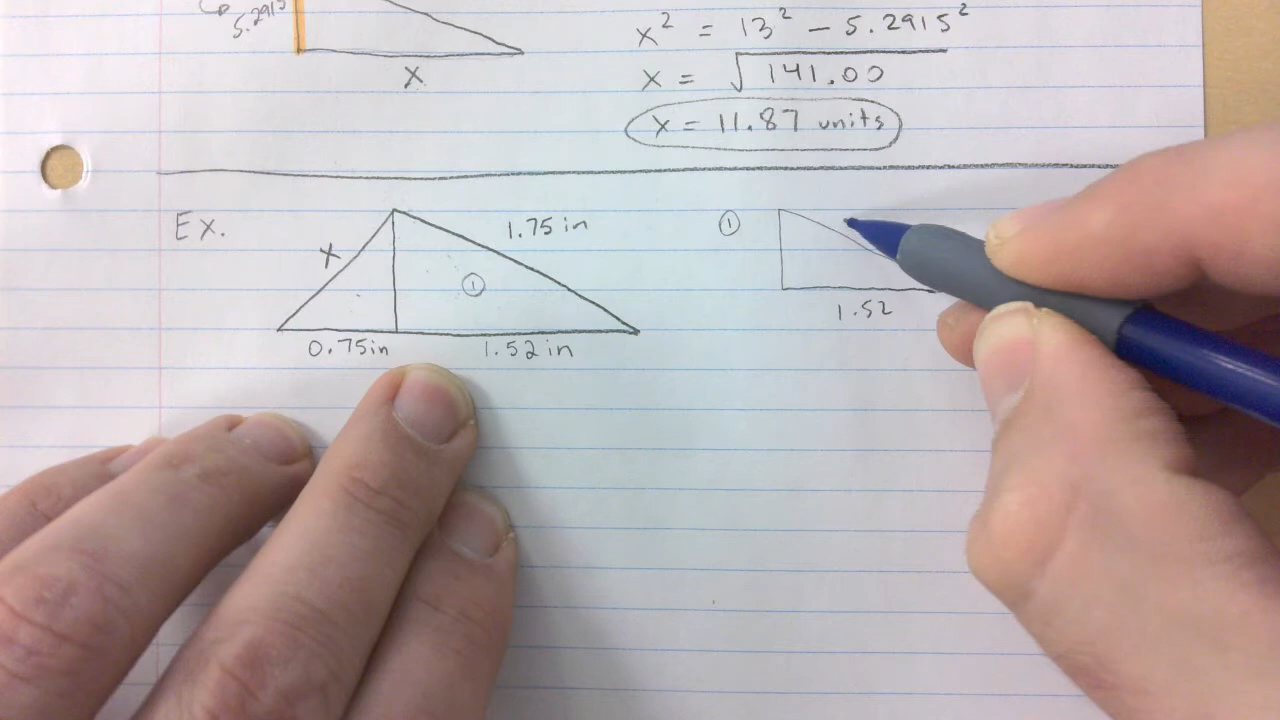 5.2915
x
x² = 13² - 5.2915²
x = √141.00
x = 11.87 units
Ex.
x
1.75 in
①
0.75in
1.52 in
①
1.52